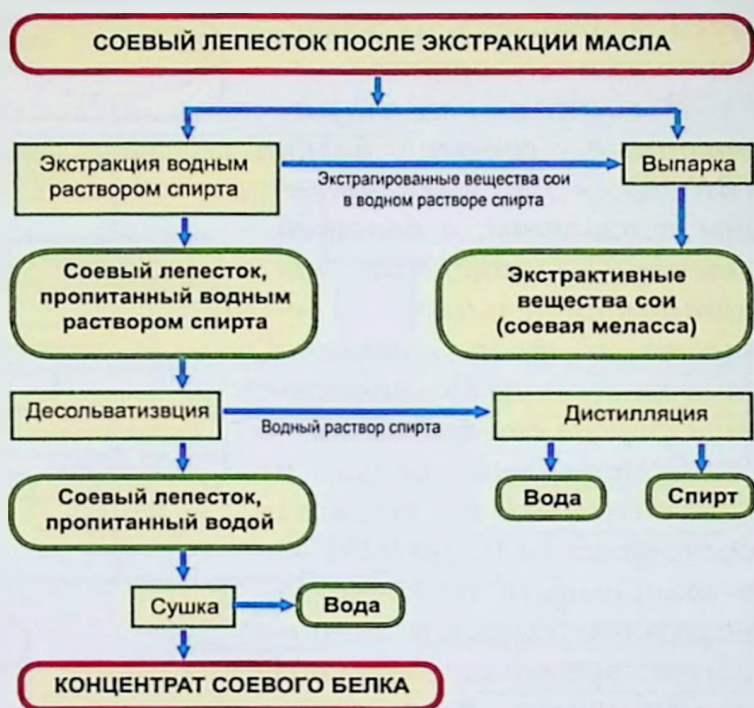 СОЕВЫЙ ЛЕПЕСТОК ПОСЛЕ ЭКСТРАКЦИИ МАСЛА
Экстракция водным
раствором спирта
Экстрагированные вещества сои
в водном растворе спирта
Выпарка
Соевый лепесток,
пропитанный водным
раствором спирта
Экстрактивные
вещества сои
(соевая меласса)
Десольватизвция
Водный раствор спирта
Дистилляция
Соевый лепесток,
пропитанный водой
Вода
Спирт
Сушка
Вода
КОНЦЕНТРАТ СОЕВОГО БЕЛКА